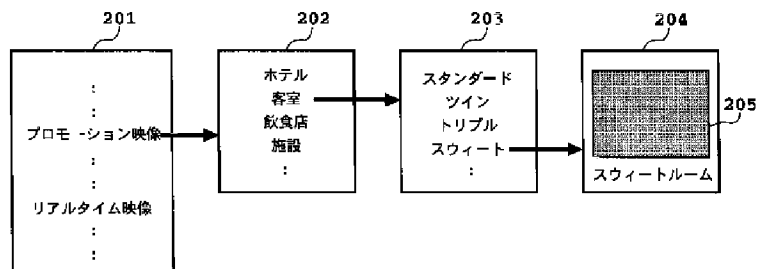 201
202
203
204
:
:
プロモーション映像
:
:
リアルタイム映像
:
:
ホテル
客室
飲食店
施設
:
スタンダード
ツイン
トリプル
スウィート
:
205
スウィートルーム